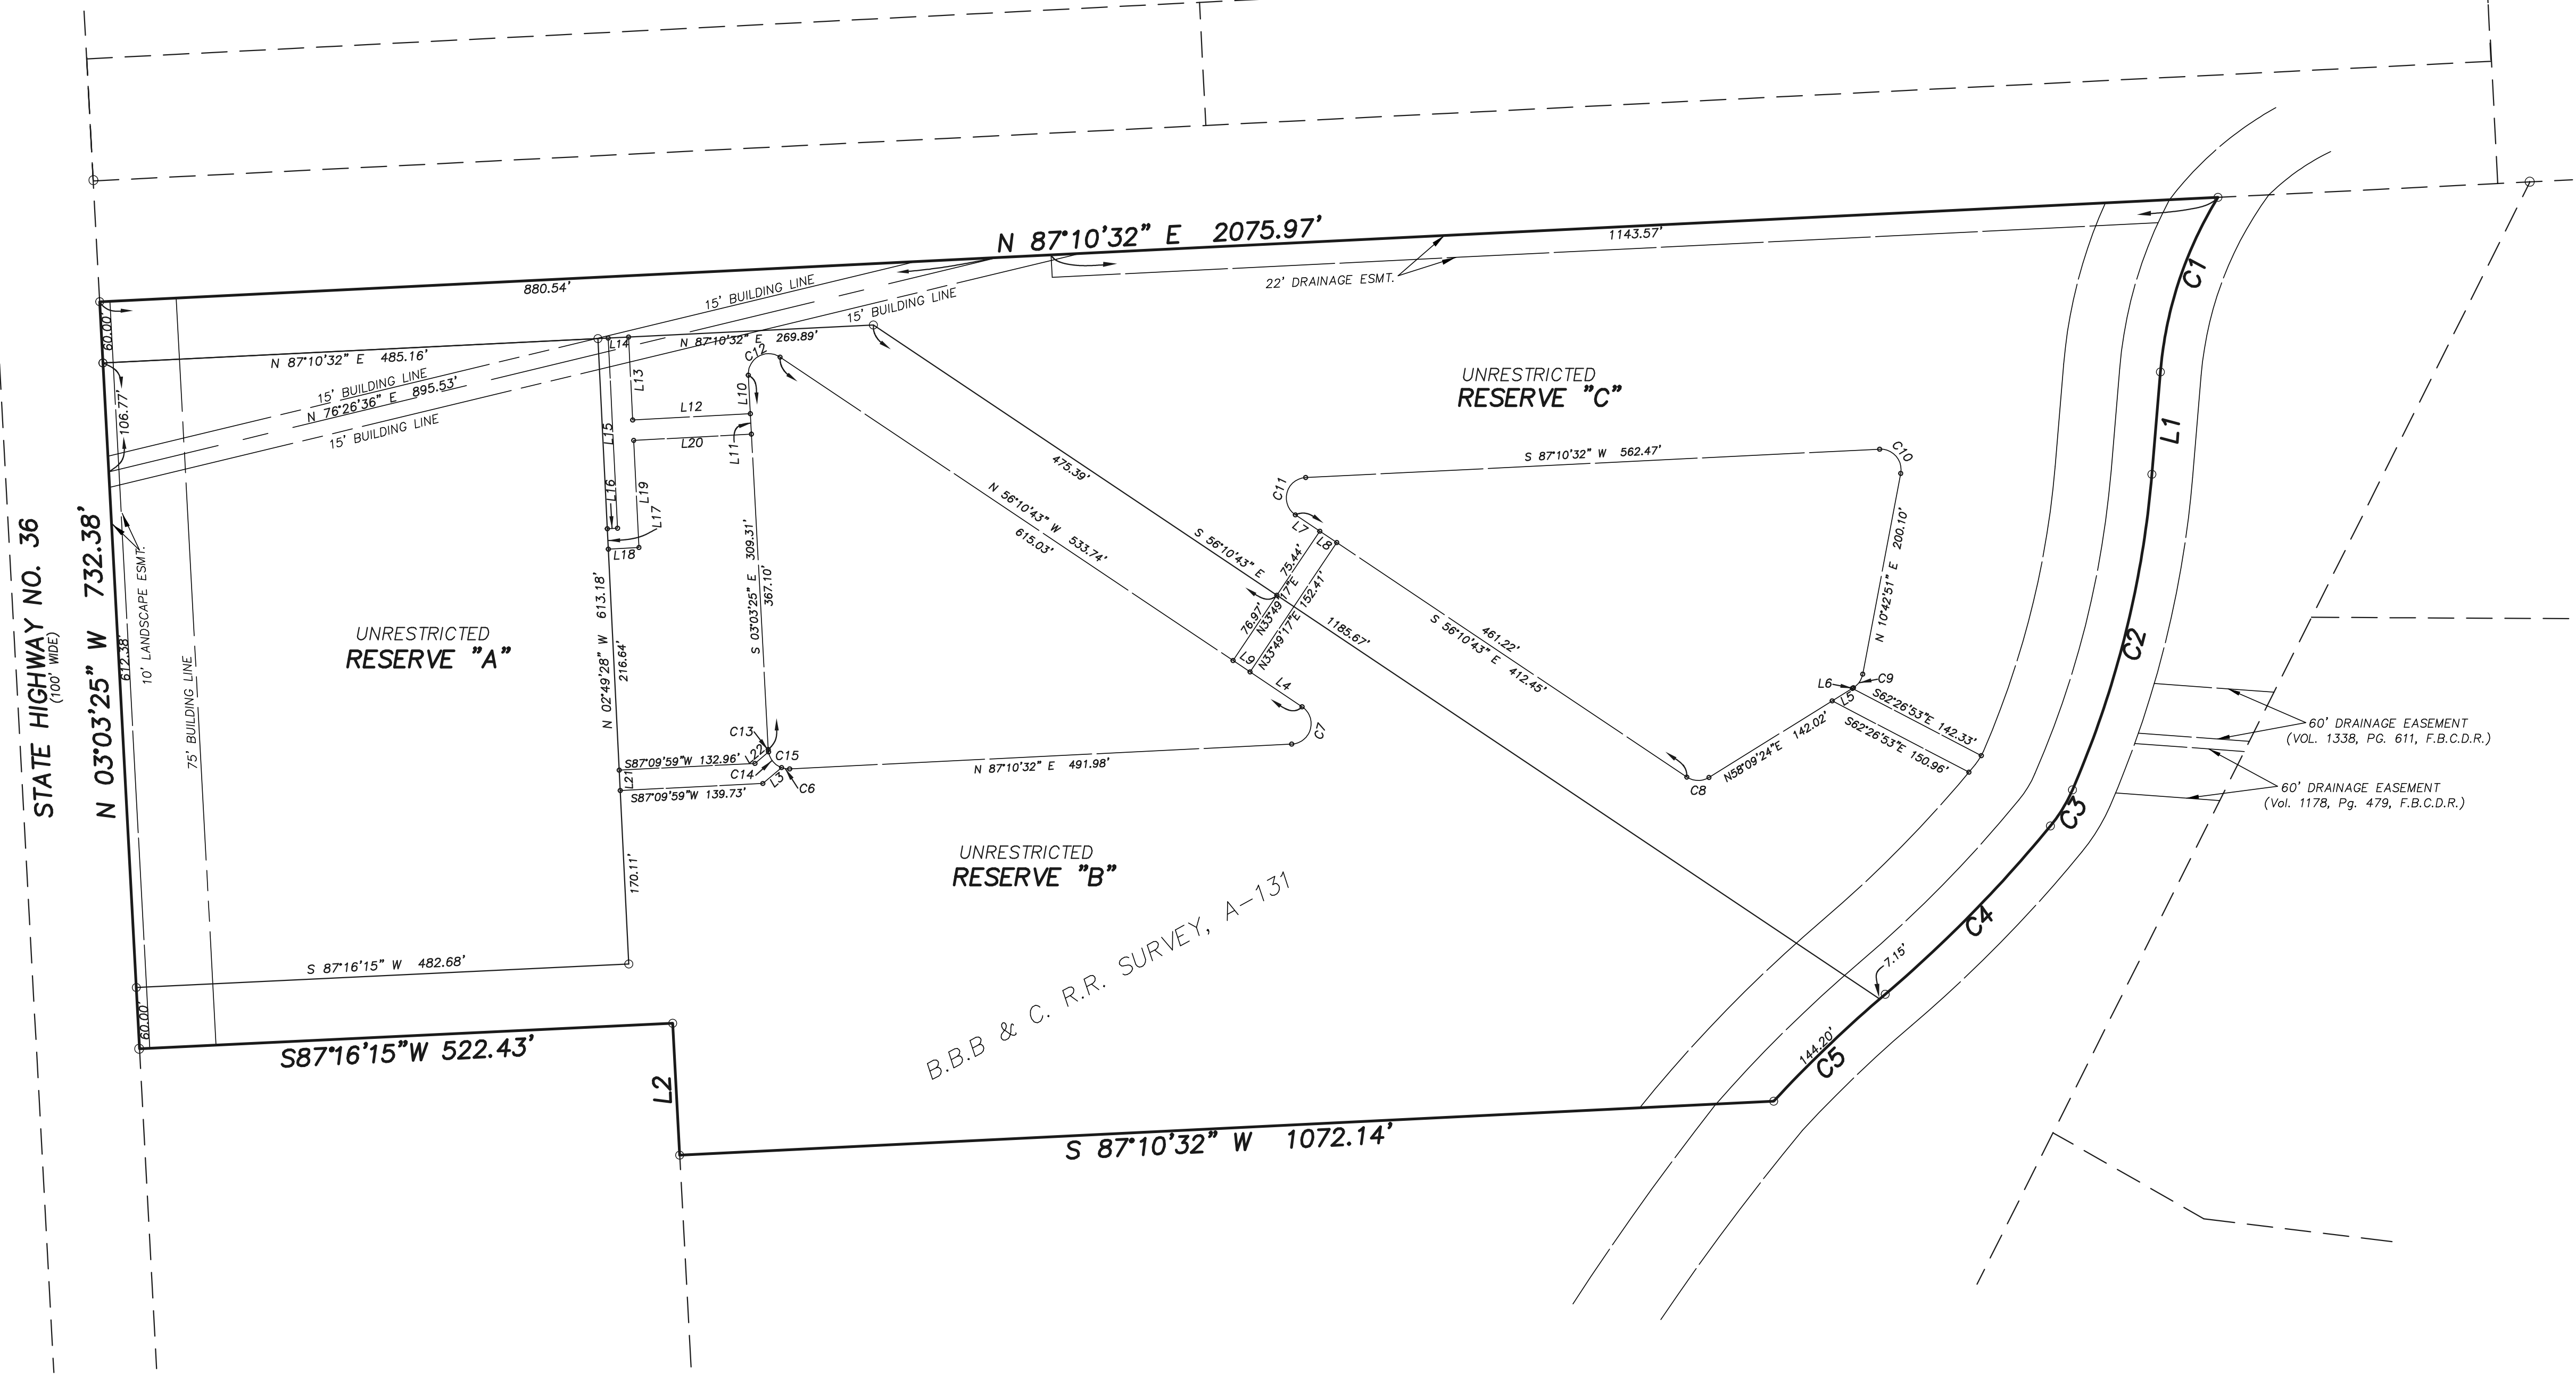 N 87°10'32" E 2075.97'
C1
1143.57'
22' DRAINAGE ESMT.
880.54'
15' BUILDING LINE
15' BUILDING LINE
60.00'
N 87°10'32" E 485.16'
L14
N 87°10'32" E 269.89'
C12
15' BUILDING LINE
N 76°26'36" E 895.53'
15' BUILDING LINE
106.77'
L13
L10
L12
L20
L11
L15
L16
L19
L17
L18
UNRESTRICTED
RESERVE "C"
475.39'
S 56°10'43" E
1185.67'
N 56°10'43" W 533.74'
615.03'
S 87°10'32" W 562.47'
C10
C11
L7
L8
75.44'
N33°49'17"E
76.97'
N33°49'17"E 152.41'
L9
L4
461.22'
S 56°10'43" E 412.45'
N 10°42'51" E 200.10'
L1
STATE HIGHWAY NO. 36
(100' WIDE)
N 03°03'25" W 732.38'
612.38'
10' LANDSCAPE ESMT.
75' BUILDING LINE
UNRESTRICTED
RESERVE "A"
N 02°49'28" W 613.18'
216.64'
S 03°03'25" E 309.31'
367.10'
C2
L6
C9
L5
S62°26'53"E 142.33'
S62°26'53"E 150.96'
N58°09'24"E 142.02'
C8
C7
C13
L22
C15
C14
L3
C6
S87°09'59"W 132.96'
L21
S87°09'59"W 139.73'
N 87°10'32" E 491.98'
60' DRAINAGE EASEMENT
(VOL. 1338, PG. 611, F.B.C.D.R.)
60' DRAINAGE EASEMENT
(Vol. 1178, Pg. 479, F.B.C.D.R.)
C3
170.11'
UNRESTRICTED
RESERVE "B"
B.B.B & C. R.R. SURVEY, A-131
C4
7.15'
S 87°16'15" W 482.68'
60.00'
S87°16'15"W 522.43'
L2
144.20'
C5
S 87°10'32" W 1072.14'